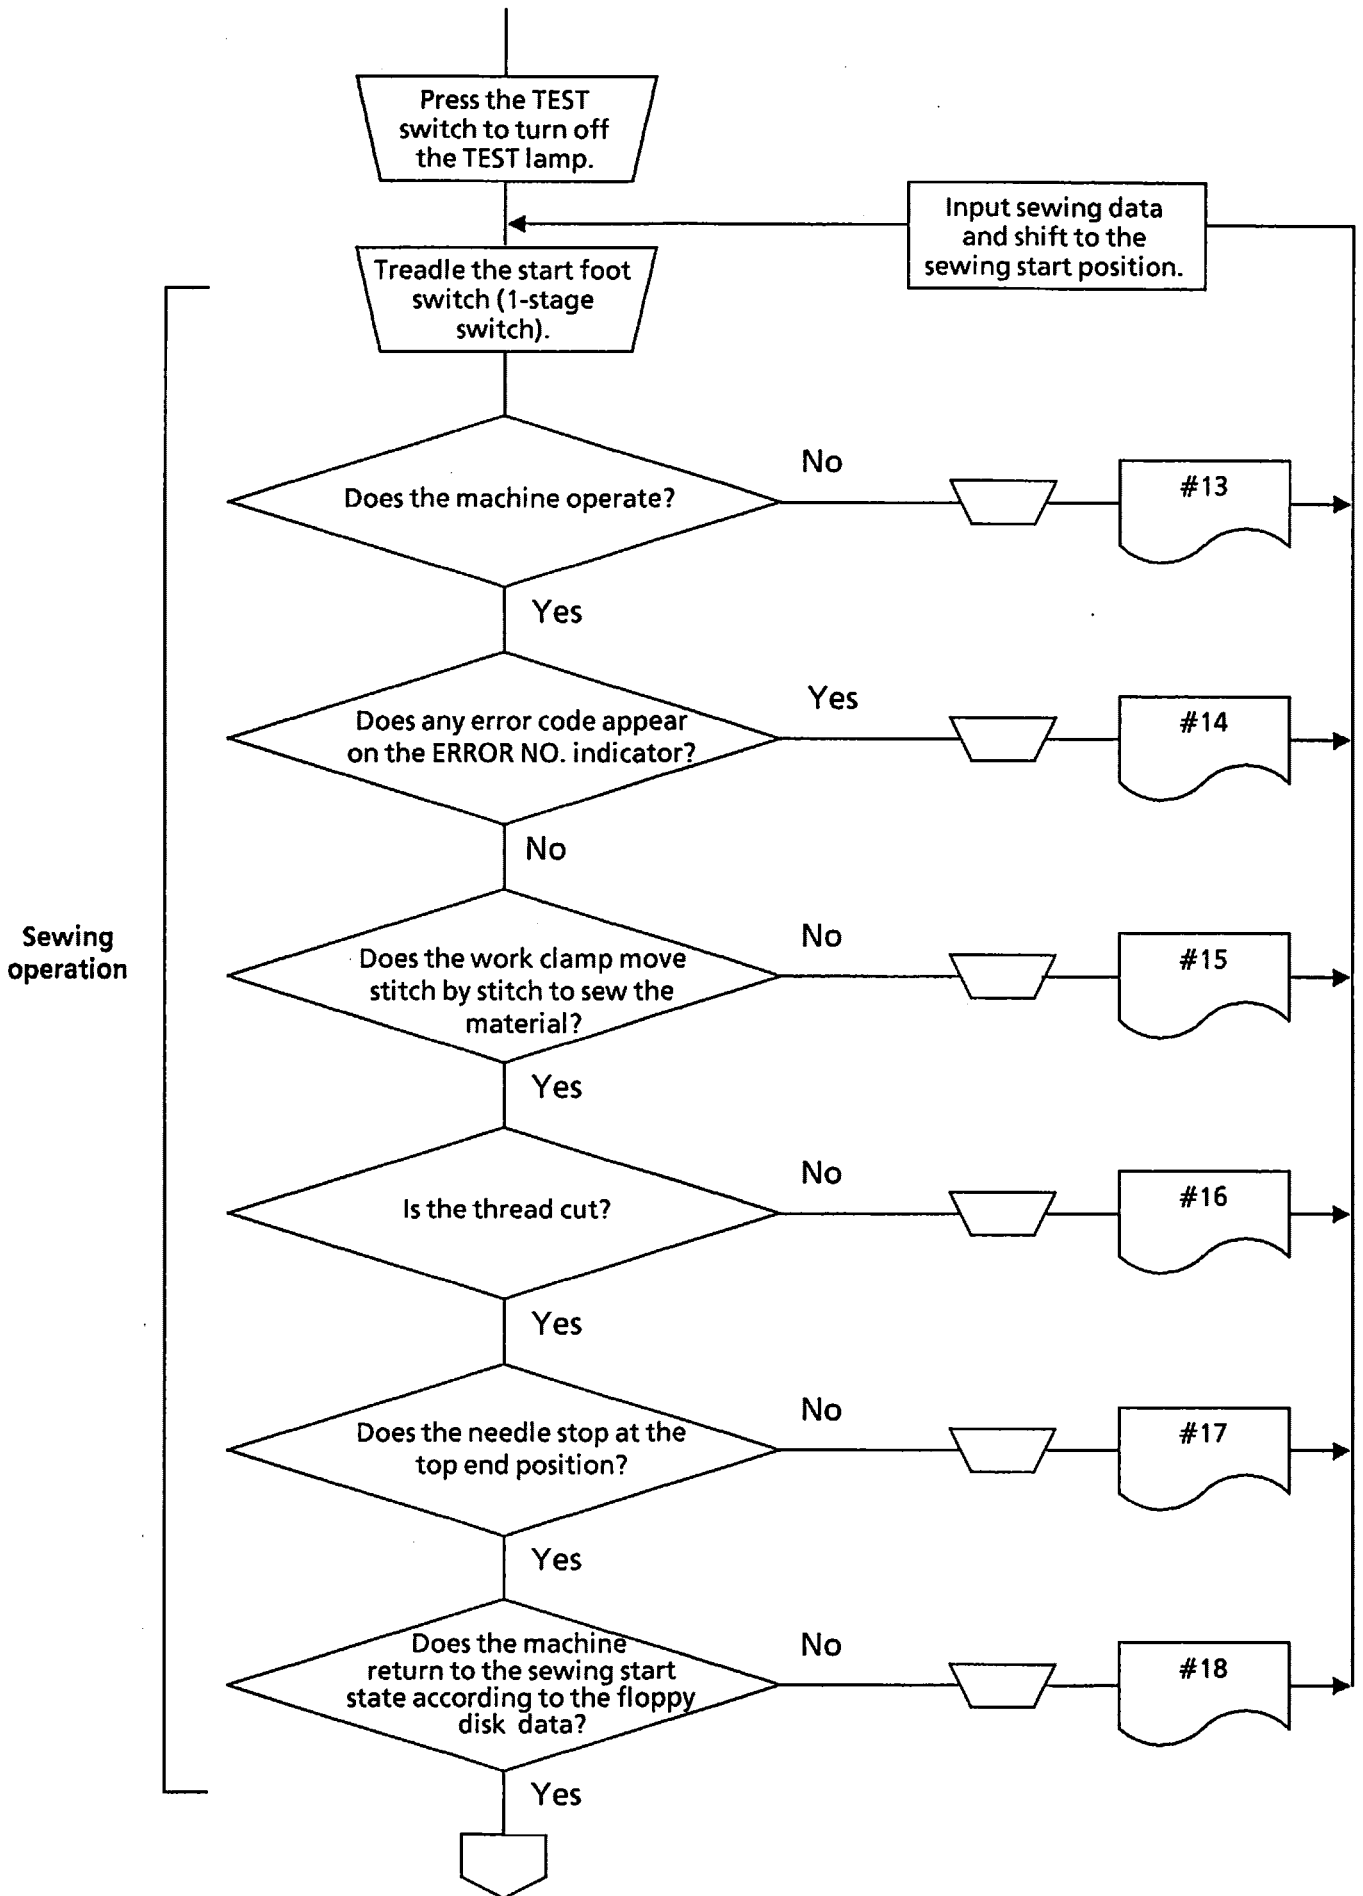 Press the TEST
switch to turn off
the TEST lamp.
Input sewing data
and shift to the
sewing start position.
Treadle the start foot
switch (1-stage
switch).
No
#13
Does the machine operate?
Yes
Yes
#14
Does any error code appear
on the ERROR NO. indicator?
No
Sewing
operation
No
#15
Does the work clamp move
stitch by stitch to sew the
material?
Yes
No
#16
Is the thread cut?
Yes
No
#17
Does the needle stop at the
top end position?
Yes
No
#18
Does the machine
return to the sewing start
state according to the floppy
disk data?
Yes